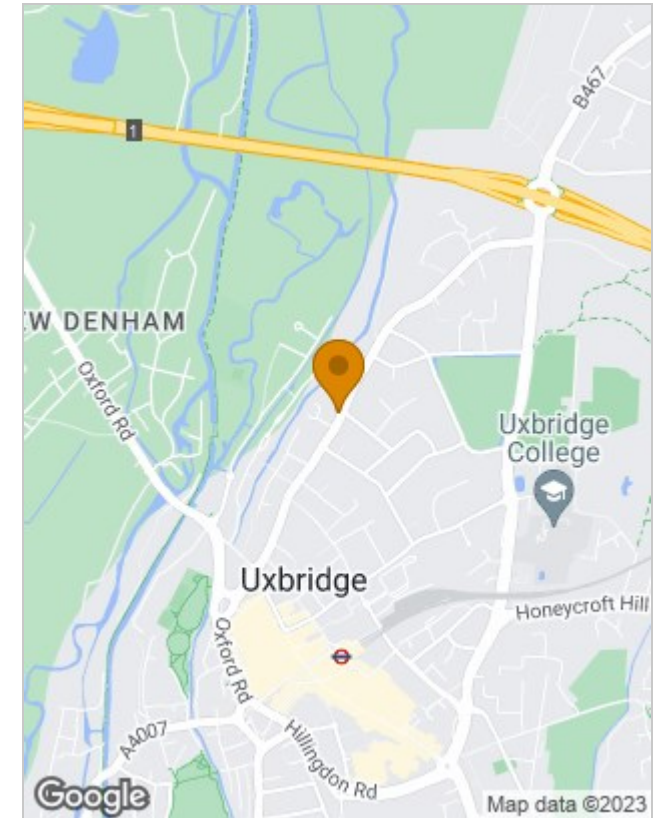 B467
1
EW DENHAM
Oxford Rd
Uxbridge
College
Uxbridge
Honeycroft Hill
Oxford Rd
A4007
Hillingdon Rd
Google
Map data ©2023